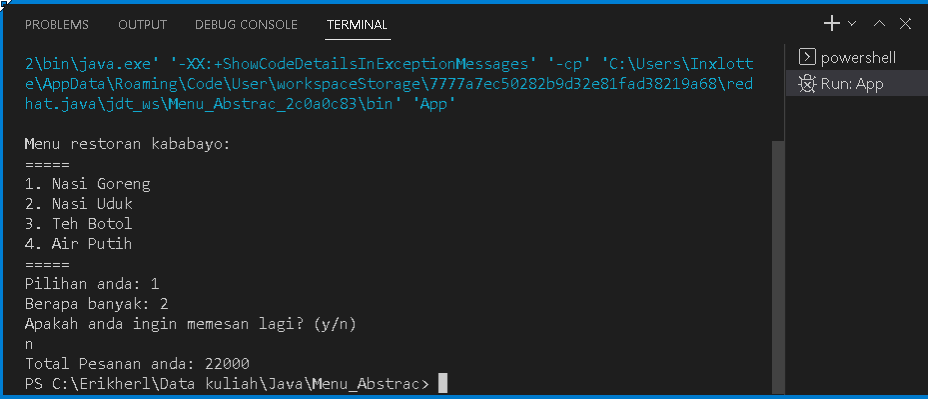 PROBLEMS OUTPUT DEBUG CONSOLE TERMINAL
powershell
Run: App
2\bin\java.exe' '-XX:+ShowCodeDetailsInExceptionMessages' '-cp' 'C:\Users\Inxlott
e\AppData\Roaming\Code\User\workspaceStorage\7777a7ec50282b9d32e81fad38219a68\red
hat.java\jdt_ws\Menu_Abstrac_2c0a0c83\bin' 'App'
Menu restoran kababayo:
=====
1. Nasi Goreng
2. Nasi Uduk
3. Teh Botol
4. Air Putih
=====
Pilihan anda: 1
Berapa banyak: 2
Apakah anda ingin memesan lagi? (y/n)
n
Total Pesanan anda: 22000
PS C:\Erikherl\Data kuliah\Java\Menu_Abstrac>